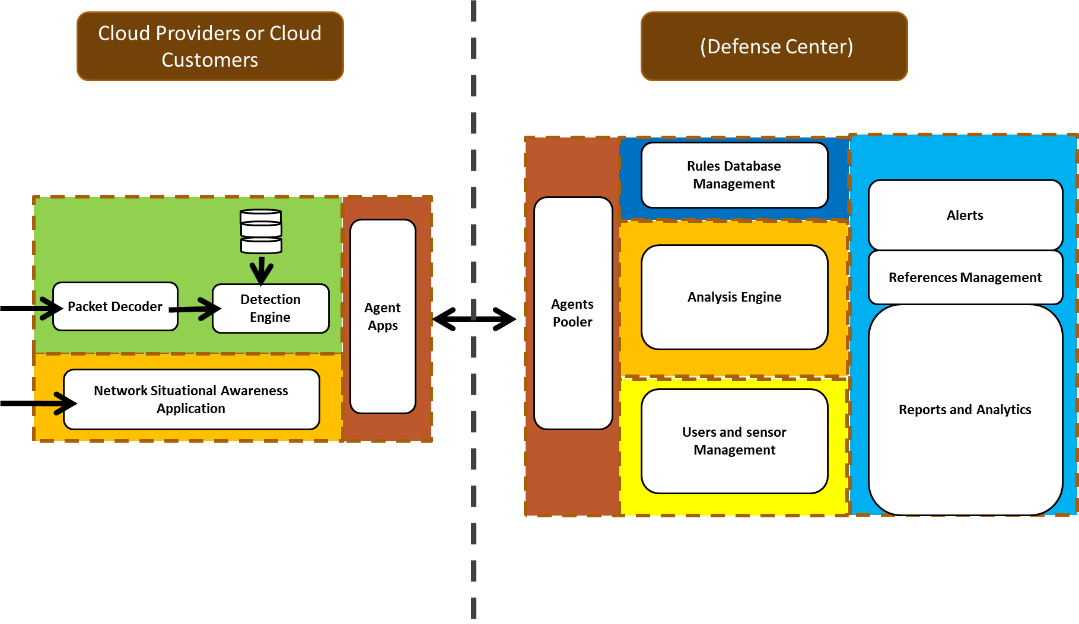 Cloud Providers or Cloud
Customers
(Defense Center)
Packet Decoder
Detection
Engine
Network Situational Awareness
Application
Agent
Apps
Agents
Pooler
Rules Database
Management
Analysis Engine
Users and sensor
Management
Alerts
References Management
Reports and Analytics